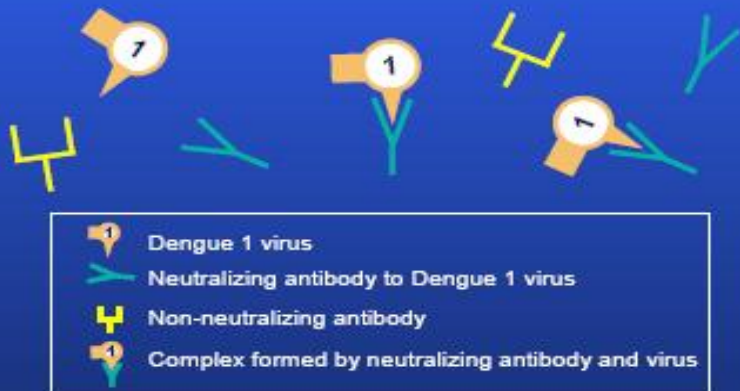 1
1
1
1
Dengue 1 virus
Neutralizing antibody to Dengue 1 virus
Non-neutralizing antibody
1
Complex formed by neutralizing antibody and virus